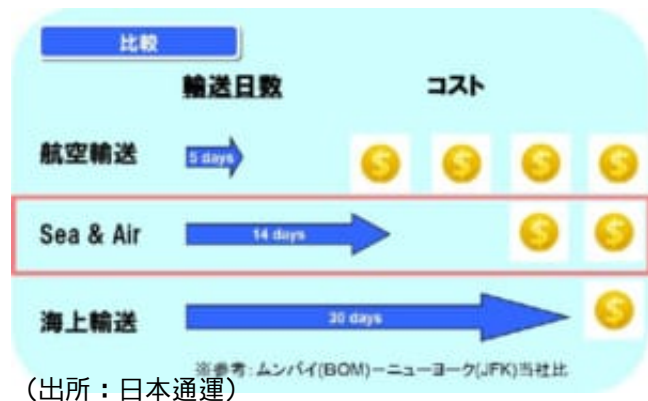 比較
輸送日数 コスト
航空輸送 5 days
Sea & Air 14 days
海上輸送 30 days
※参考:ムンバイ(BOM)ーニューヨーク(JFK)当社比
(出所：日本通運)